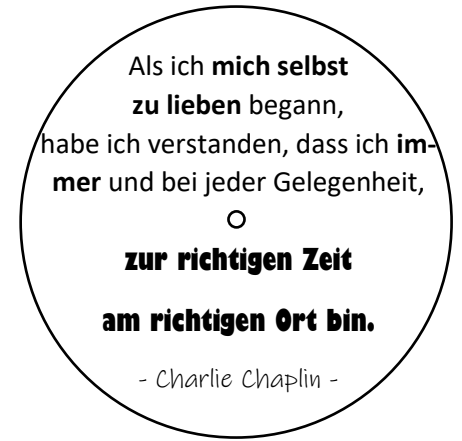 Als ich mich selbst
zu lieben begann,
habe ich verstanden, dass ich im-
mer und bei jeder Gelegenheit,
zur richtigen Zeit
am richtigen Ort bin.
- Charlie Chaplin -